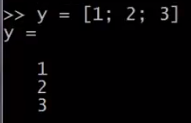 >> y = [1; 2; 3]
y =
1
2
3